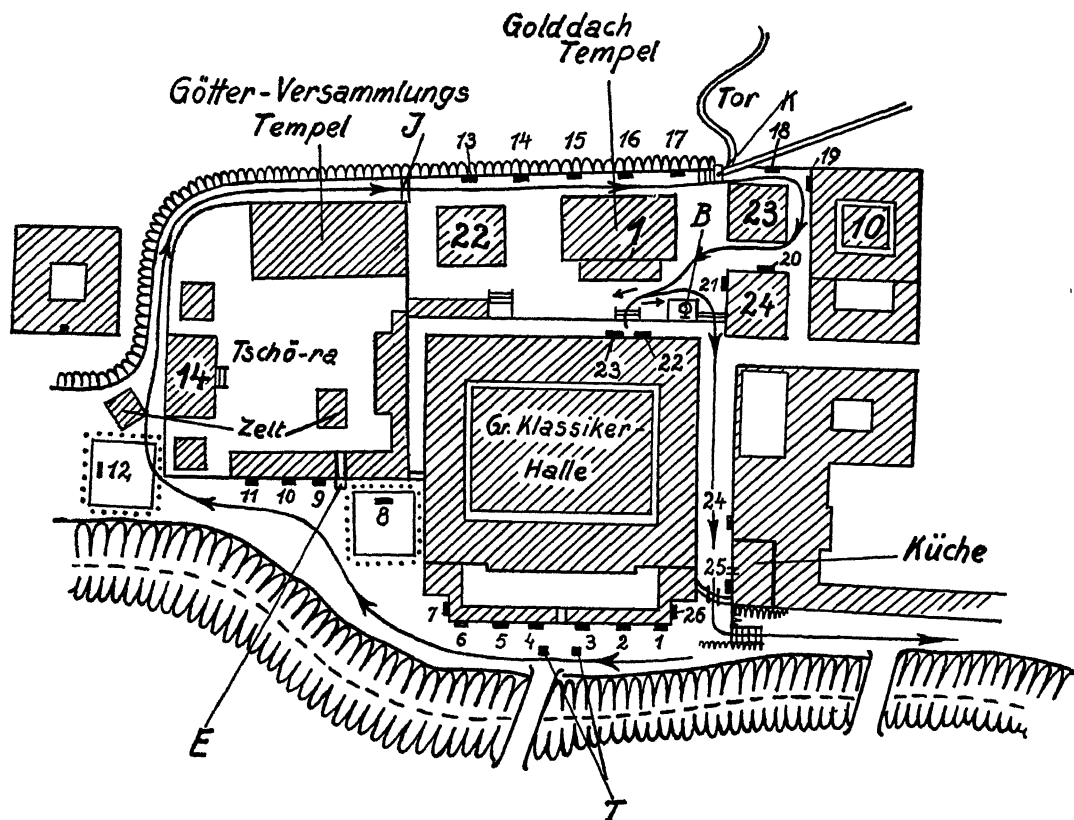 Golddach
Tempel
Götter-Versammlungs
Tempel
J
Tor
K
13
14
15
16
17
18
19
22
1
B
23
10
20
21
24
Tschö-ra
14
23
22
Zelt
Gr. Klassiker-
Halle
12
11
10
9
8
24
25
Küche
7
26
6
5
4
3
2
1
E
T